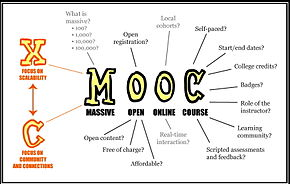 What is
massive?
• 100?
• 1,000?
• 10,000?
• 100,000?
Open
registration?
Local
cohorts?
Self-paced?
Start/end dates?
College credits?
Badges?
Role of the
instructor?
Learning
community?
Scripted assessments
and feedback?
X
FOCUS ON
SCALABILITY
C
FOCUS ON
COMMUNITY
AND CONNECTIONS
MOOC
MASSIVE OPEN ONLINE COURSE
Open content?
Free of charge?
Affordable?
Real-time
interaction?